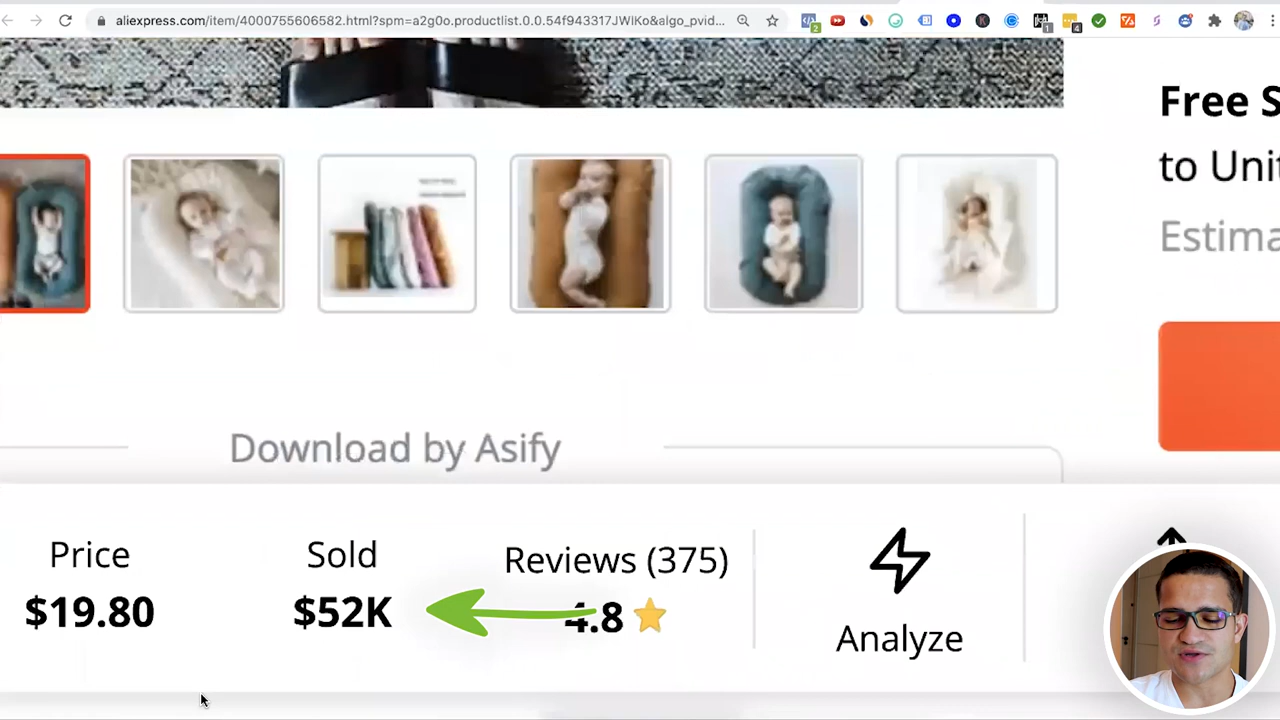 aliexpress.com/item/4000755606582.html?spm=a2g0o.productlist.0.0.54f943317JWlKo&algo_pvid...
Free S
to Unit
Estima
Download by Asify
Price
$19.80
Sold
$52K
Reviews (375)
4.8
Analyze